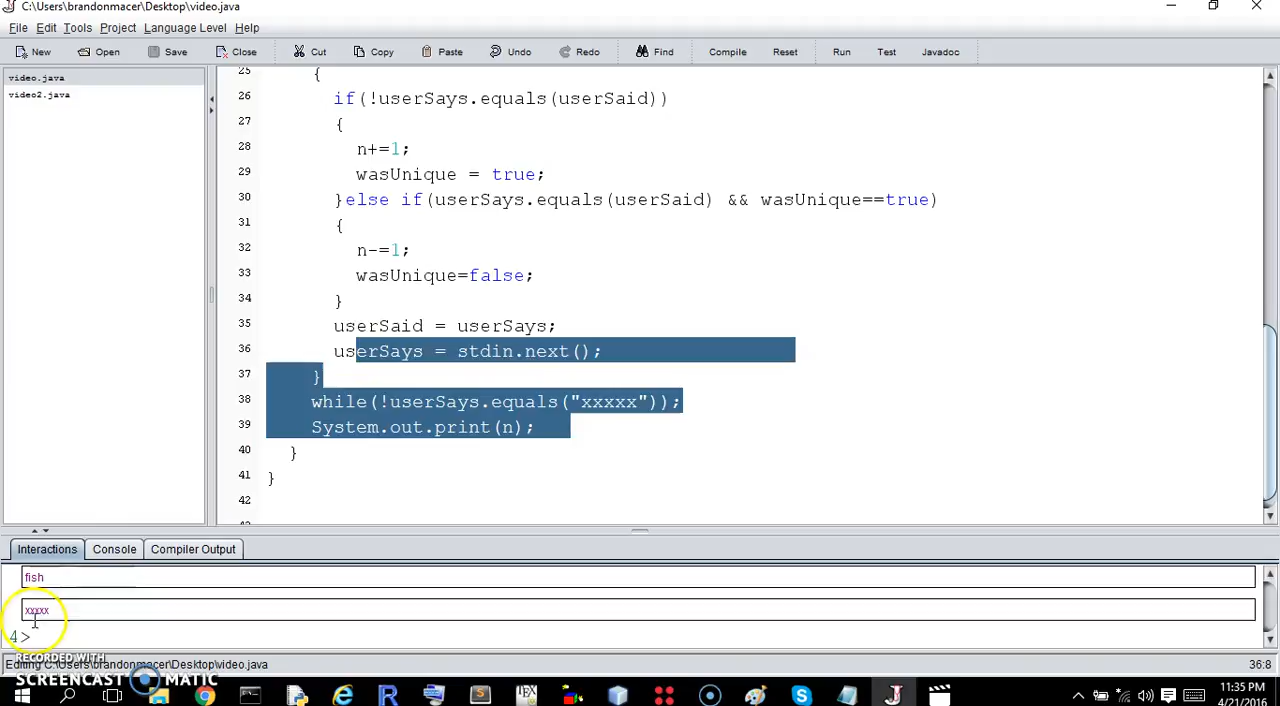 C:\Users\brandonmacer\Desktop\video.java
File Edit Tools Project Language Level Help
New Open Save Close Cut Copy Paste Undo Redo Find Compile Reset Run Test Javadoc
video.java
video2.java
25 {
26 if(!userSays.equals(userSaid))
27 {
28 n+=1;
29 wasUnique = true;
30 }else if(userSays.equals(userSaid) && wasUnique==true)
31 {
32 n-=1;
33 wasUnique=false;
34 }
35 userSaid = userSays;
36 userSays = stdin.next();
37 }
38 while(!userSays.equals("xxxxx"));
39 System.out.print(n);
40 }
41 }
42
Interactions Console Compiler Output
fish
xxxxx
4>
Editing C:\Users\brandonmacer\Desktop\video.java 36:8
RECORDED WITH
SCREENCAST MATIC
11:35 PM
4/21/2016